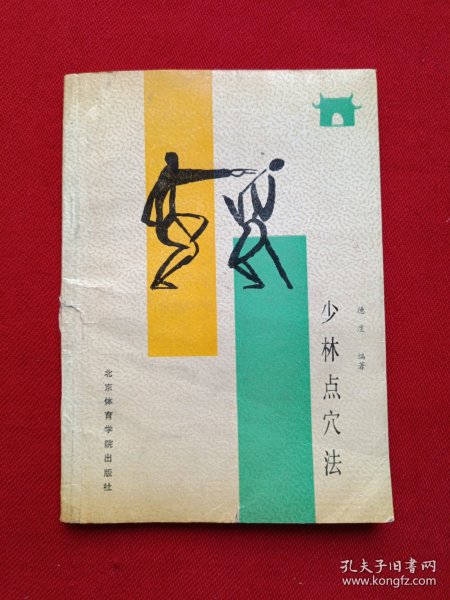 少林点穴法
德虔 编著
北京体育学院出版社
孔夫子旧书网
www.kongfz.com